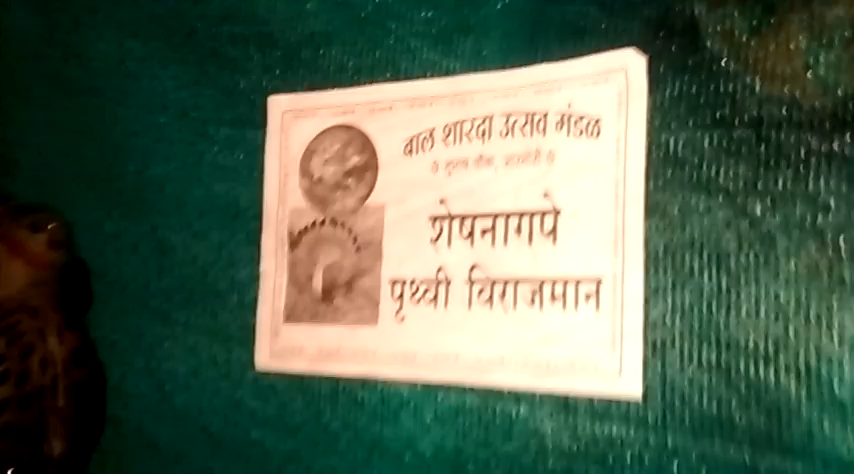 बाल शारदा उत्सव मंडळ
शेषनागपे
पृथ्वी विराजमान